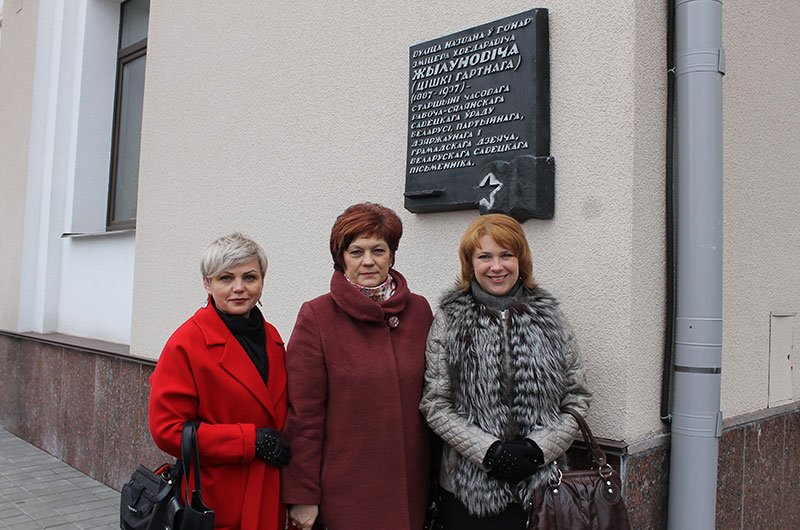 ВУЛІЦА НАЗВАНА Ў ГОНАР
ЗМІЦЕРА ХВЕДАРАВІЧА
ЖЫЛУНОВІЧА
(ЦІШКІ ГАРТНАГА)
(1887-1937)-
СТАРШЫНІ ЧАСОВАГА
РАБОЧА-СЯЛЯНСКАГА
САВЕЦКАГА ЎРАДУ
БЕЛАРУСІ, ПАРТЫЙНАГА,
ДЗЯРЖАЎНАГА І
ГРАМАДСКАГА ДЗЕЯЧА,
БЕЛАРУСКАГА САВЕЦКАГА
ПІСЬМЕННІКА.